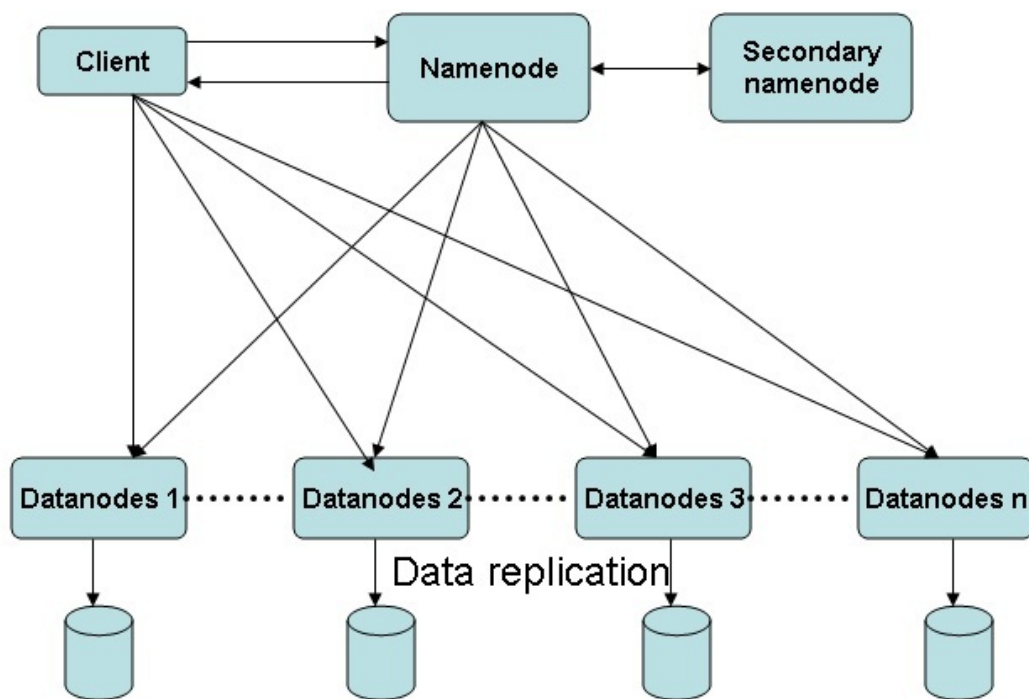 Client
Namenode
Secondary
namenode
Datanodes 1
Datanodes 2
Datanodes 3
Datanodes n
Data replication